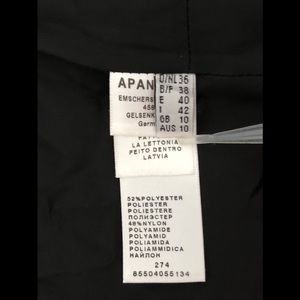 APAN
EMSCHERS
458
GELSENK
Germ
D/NL 36
B/F 38
E 40
I 42
GB 10
AUS 10
LA LETTONIA
PEITO DENTRO
LATVIA
52%POLYESTER
POLIESTER
POLIESTERE
ПОЛИЭСТЕР
48%NYLON
POLYAMIDE
POLYAMID
POLIAMIDA
POLIAMMIDICA
НАЙЛОН
274
85504055134